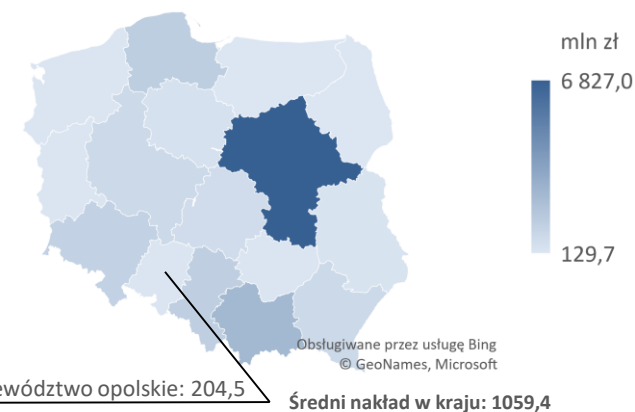 mln zł
6 827,0
129,7
Obsługiwane przez usługę Bing
© GeoNames, Microsoft
ewództwo opolskie: 204,5
Średni nakład w kraju: 1059,4